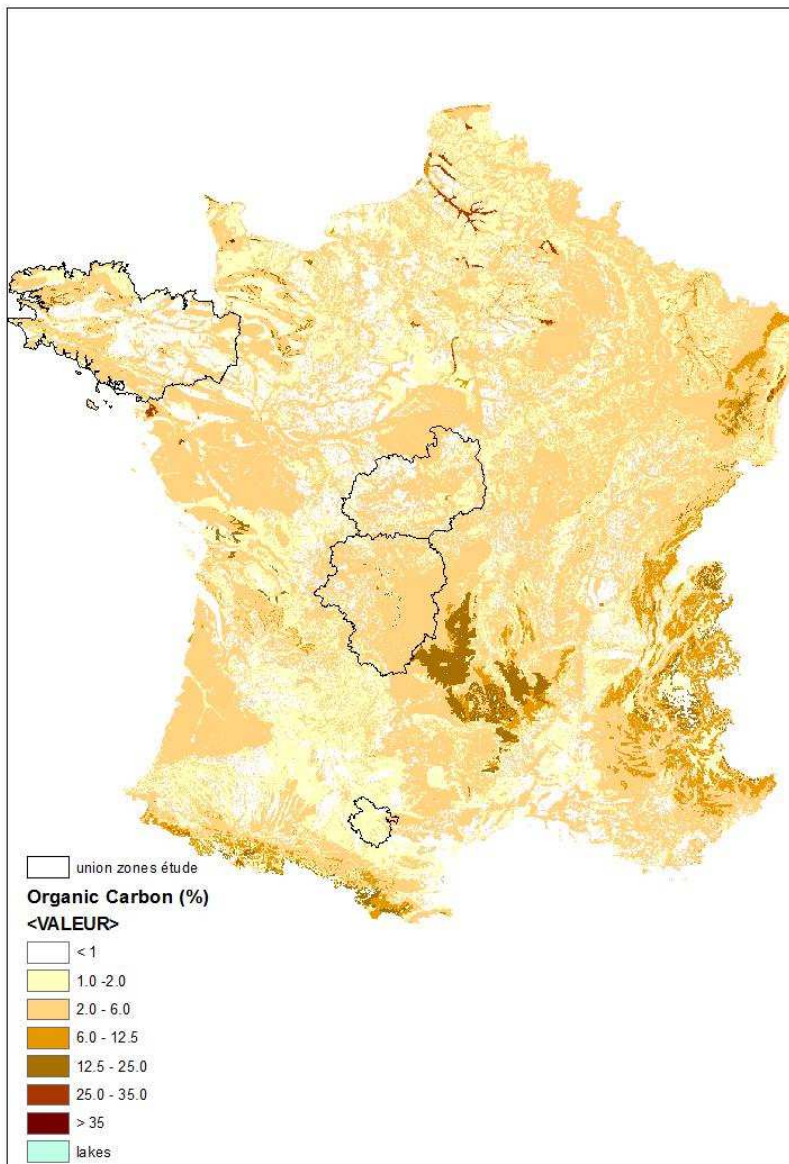 union zones étude
Organic Carbon (%)
<VALEUR>
< 1
1.0 -2.0
2.0 - 6.0
6.0 - 12.5
12.5 - 25.0
25.0 - 35.0
> 35
lakes